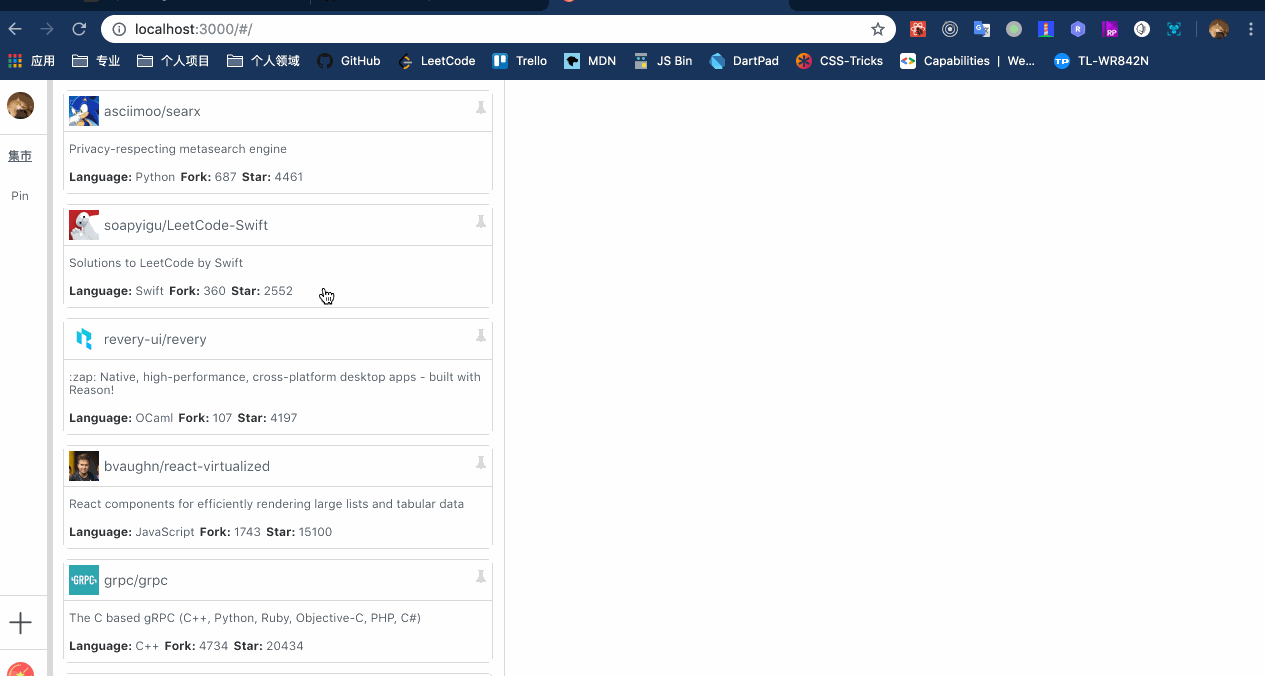 localhost:3000/#/
应用 专业 个人项目 个人领域 GitHub LeetCode Trello MDN JS Bin DartPad CSS-Tricks Capabilities | We... TL-WR842N
集市
Pin
asciimoo/searx
Privacy-respecting metasearch engine
Language: Python Fork: 687 Star: 4461
soapyigu/LeetCode-Swift
Solutions to LeetCode by Swift
Language: Swift Fork: 360 Star: 2552
revery-ui/revery
:zap: Native, high-performance, cross-platform desktop apps - built with
Reason!
Language: OCaml Fork: 107 Star: 4197
bvaughn/react-virtualized
React components for efficiently rendering large lists and tabular data
Language: JavaScript Fork: 1743 Star: 15100
GRPC grpc/grpc
The C based gRPC (C++, Python, Ruby, Objective-C, PHP, C#)
Language: C++ Fork: 4734 Star: 20434